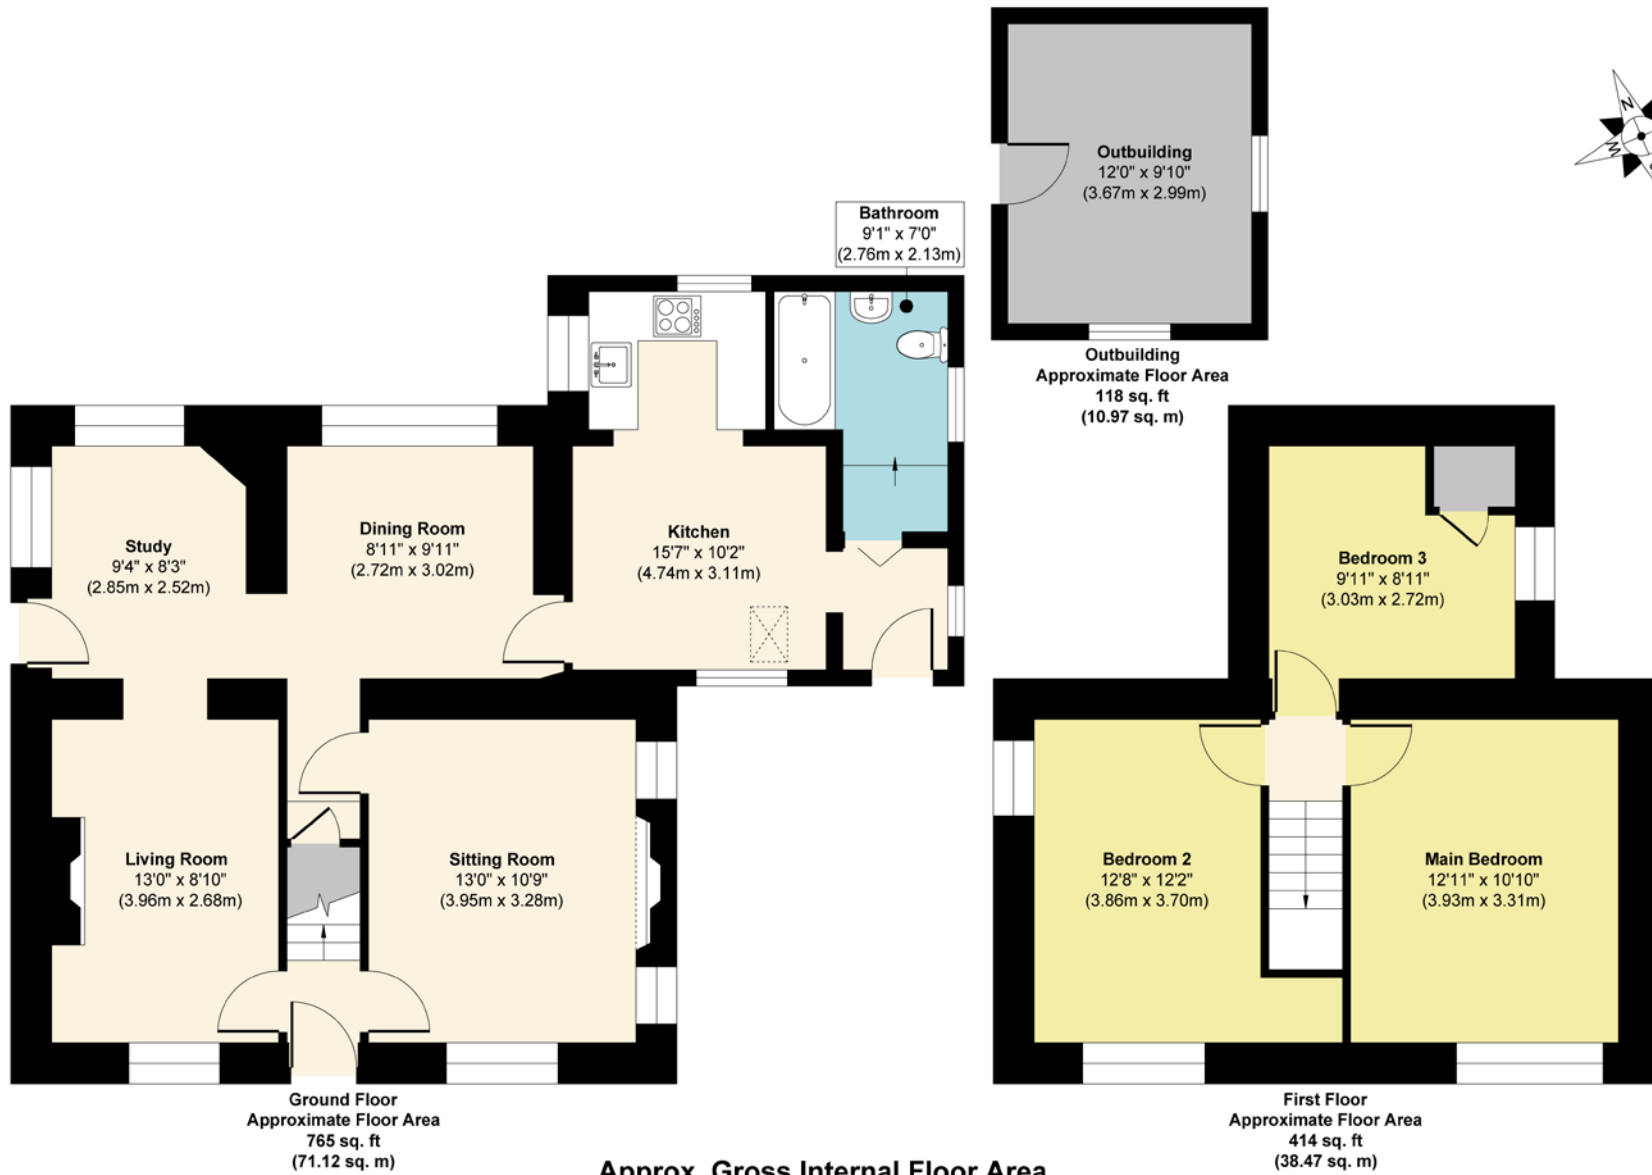 Outbuilding
12'0" x 9'10"
(3.67m x 2.99m)
N
W
Bathroom
9'1" x 7'0"
(2.76m x 2.13m)
Outbuilding
Approximate Floor Area
118 sq. ft
(10.97 sq. m)
Study
9'4" x 8'3"
(2.85m x 2.52m)
Dining Room
8'11" x 9'11"
(2.72m x 3.02m)
Kitchen
15'7" x 10'2"
(4.74m x 3.11m)
Bedroom 3
9'11" x 8'11"
(3.03m x 2.72m)
Living Room
13'0" x 8'10"
(3.96m x 2.68m)
Sitting Room
13'0" x 10'9"
(3.95m x 3.28m)
Bedroom 2
12'8" x 12'2"
(3.86m x 3.70m)
Main Bedroom
12'11" x 10'10"
(3.93m x 3.31m)
Ground Floor
Approximate Floor Area
765 sq. ft
(71.12 sq. m)
First Floor
Approximate Floor Area
414 sq. ft
(38.47 sq. m)
Approx. Gross Internal Floor Area